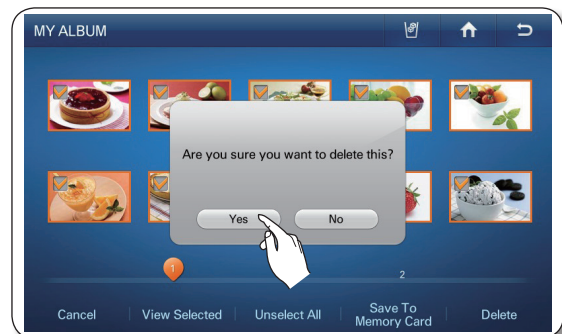 MY ALBUM
Are you sure you want to delete this?
Yes No
1 2
Cancel View Selected Unselect All Save To Memory Card Delete